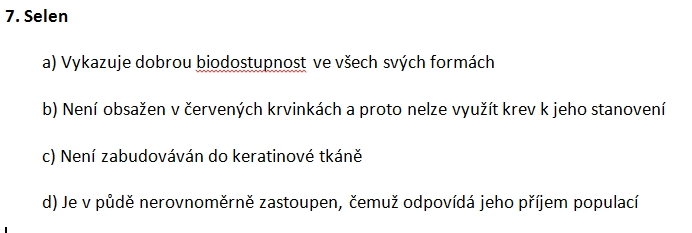 7. Selen
a) Vykazuje dobrou biodostupnost ve všech svých formách
b) Není obsažen v červených krvinkách a proto nelze využít krev k jeho stanovení
c) Není zabudováván do keratinové tkáně
d) Je v půdě nerovnoměrně zastoupen, čemuž odpovídá jeho příjem populací